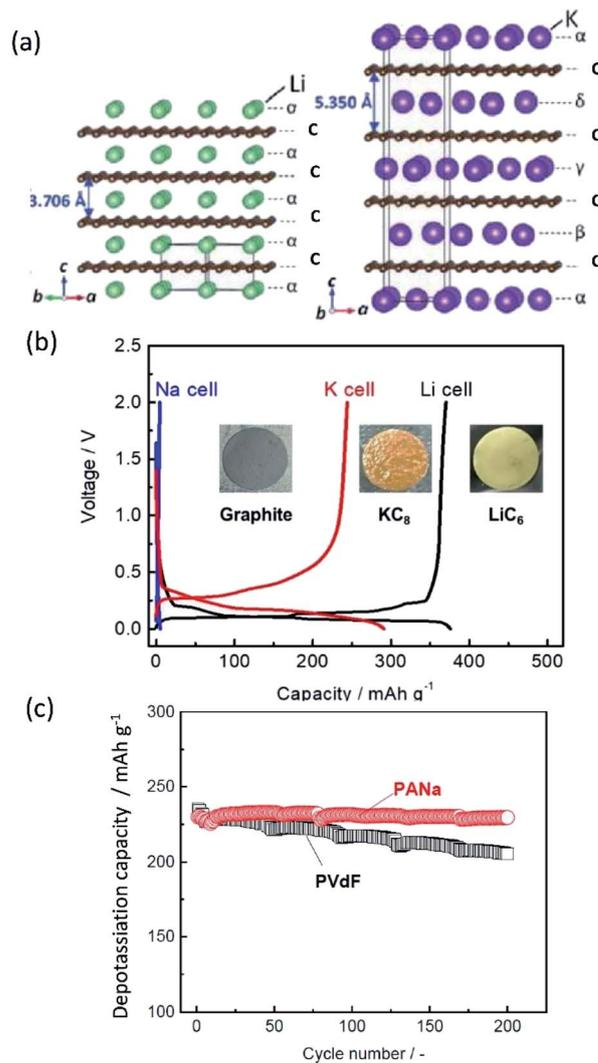 (a)
Li
α
c
α
c
3.706 Å
α
c
α
c
α
c
b
a
K
α
c
5.350 Å
δ
c
γ
c
β
c
α
c
b
a
(b)
2.5
Na cell
K cell
Li cell
2.0
1.5
Graphite
KC₈
LiC₆
1.0
0.5
0.0
Voltage / V
0
100
200
300
400
500
Capacity / mAh g⁻¹
(c)
300
250
200
150
100
PANa
PVdF
Depotassiation capacity / mAh g⁻¹
0
50
100
150
200
Cycle number / -